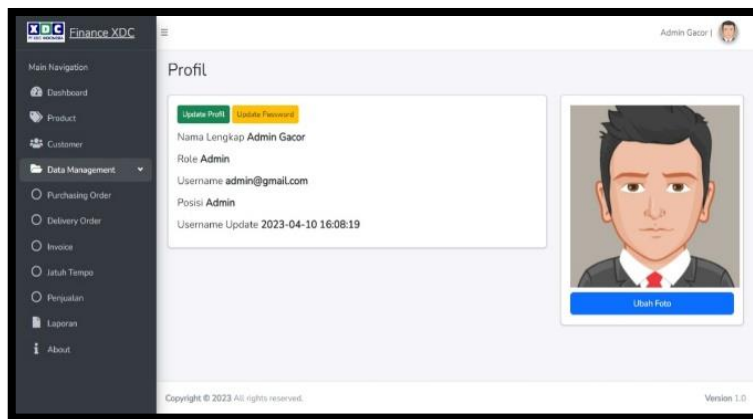 XDC
Finance XDC
Admin Gacor |
Main Navigation
Dashboard
Product
Customer
Data Management
Purchasing Order
Delivery Order
Invoice
Jatuh Tempo
Penjualan
Laporan
About
Profil
Update Profil
Update Password
Nama Lengkap Admin Gacor
Role Admin
Username admin@gmail.com
Posisi Admin
Username Update 2023-04-10 16:08:19
Ubah Foto
Copyright © 2023 All rights reserved.
Version 1.0